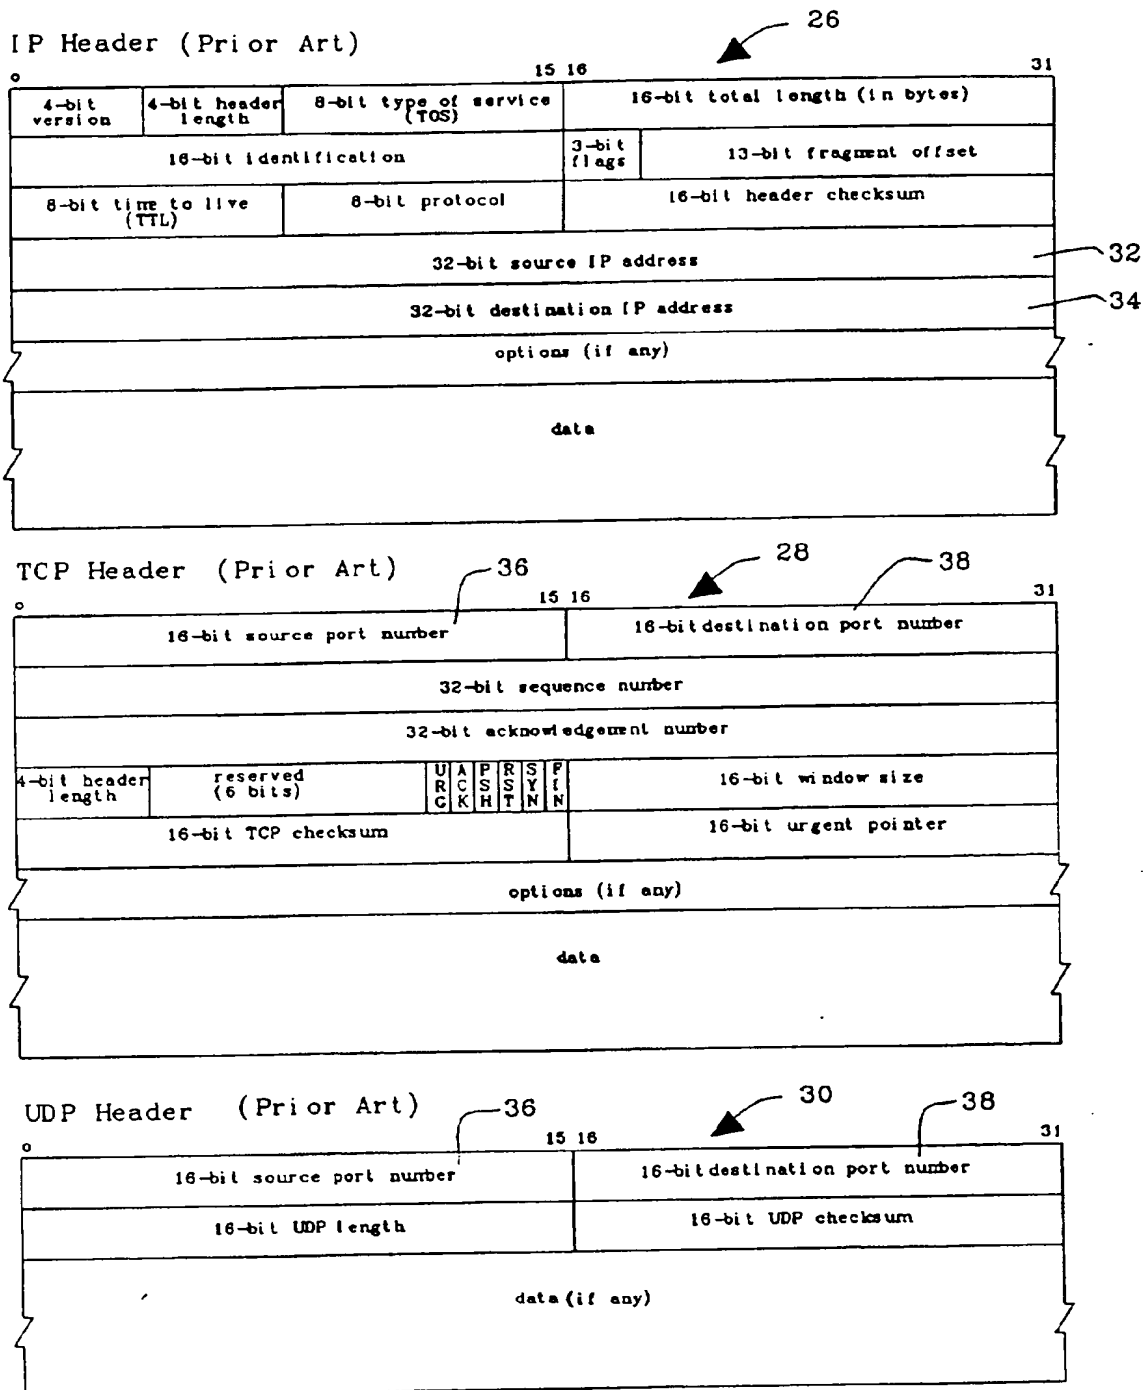 26
IP Header (Prior Art)
0 15 16 31
4-bit version 4-bit header length 8-bit type of service (TOS) 16-bit total length (in bytes)
16-bit identification 3-bit flags 13-bit fragment offset
8-bit time to live (TTL) 8-bit protocol 16-bit header checksum
32-bit source IP address 32
32-bit destination IP address 34
options (if any)
data
TCP Header (Prior Art) 36 28 38
0 15 16 31
16-bit source port number 16-bit destination port number
32-bit sequence number
32-bit acknowledgement number
4-bit header length reserved (6 bits) URG ACK PSH RST SYN FIN 16-bit window size
16-bit TCP checksum 16-bit urgent pointer
options (if any)
data
UDP Header (Prior Art) 36 30 38
0 15 16 31
16-bit source port number 16-bit destination port number
16-bit UDP length 16-bit UDP checksum
data (if any)